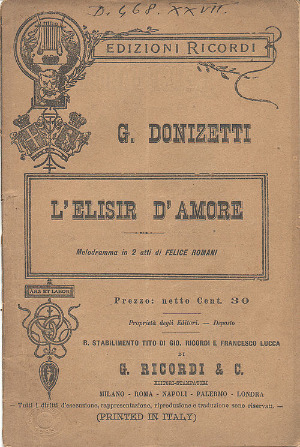 D. 468. XXVII.
EDIZIONI RICORDI
G. DONIZETTI
L'ELISIR D'AMORE
Melodramma in 2 atti di FELICE ROMANI
ARS ET LABOR
Prezzo: netto Cent. 30
Proprietà degli Editori. — Deposto
R. STABILIMENTO TITO DI GIO. RICORDI E FRANCESCO LUCCA
DI
G. RICORDI & C.
EDITORI-STAMPATORI
MILANO - ROMA - NAPOLI - PALERMO - LONDRA
Tutti i diritti d'esecuzione, rappresentazione, riproduzione e traduzione sono riservati.
(PRINTED IN ITALY)